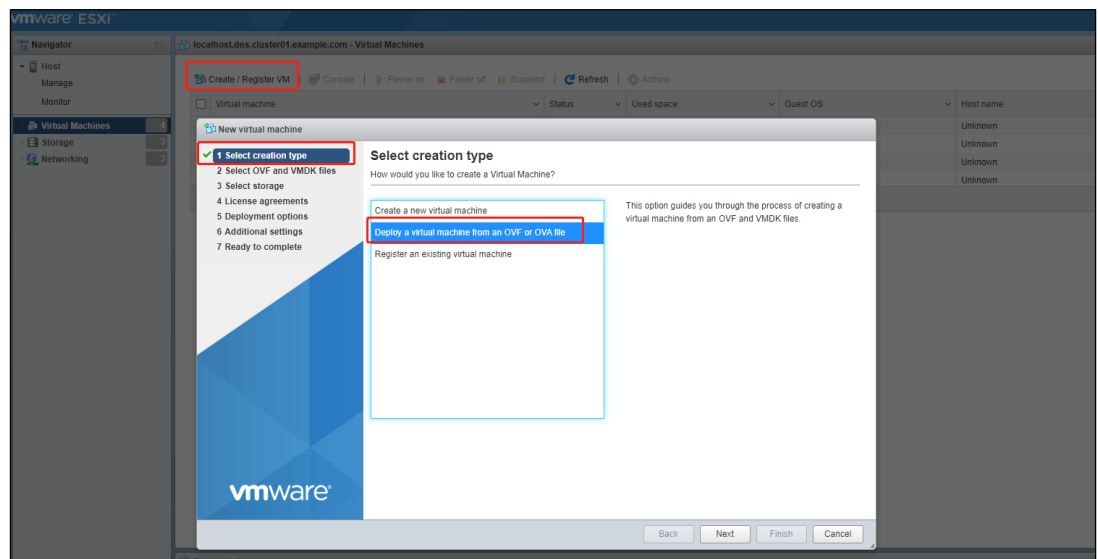 vmware ESXi
Navigator
localhost.dns.cluster01.example.com - Virtual Machines
Host
Manage
Monitor
Virtual Machines 4
Storage 3
Networking 3
Create / Register VM Console Power on Power off Suspend Refresh Actions
Virtual machine Status Used space Guest OS Host name
Unknown
Unknown
Unknown
Unknown
New virtual machine
1 Select creation type
2 Select OVF and VMDK files
3 Select storage
4 License agreements
5 Deployment options
6 Additional settings
7 Ready to complete
Select creation type
How would you like to create a Virtual Machine?
Create a new virtual machine
Deploy a virtual machine from an OVF or OVA file
Register an existing virtual machine
This option guides you through the process of creating a
virtual machine from an OVF and VMDK files.
vmware
Back Next Finish Cancel